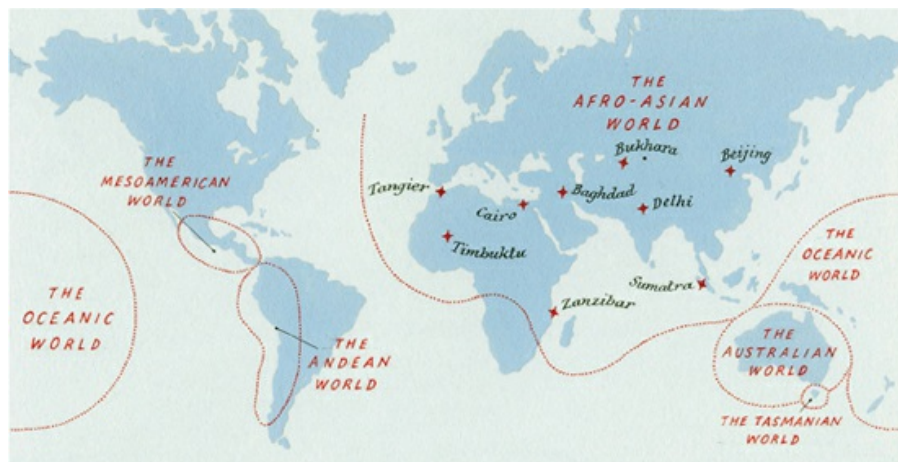 THE
AFRO-ASIAN
WORLD
Bukhara
Beijing
THE
MESOAMERICAN
WORLD
Tangier
Baghdad
Cairo
Delhi
Timbuktu
THE
OCEANIC
WORLD
Sumatra
Zanzibar
THE
OCEANIC
WORLD
THE
ANDEAN
WORLD
THE
AUSTRALIAN
WORLD
THE TASMANIAN
WORLD